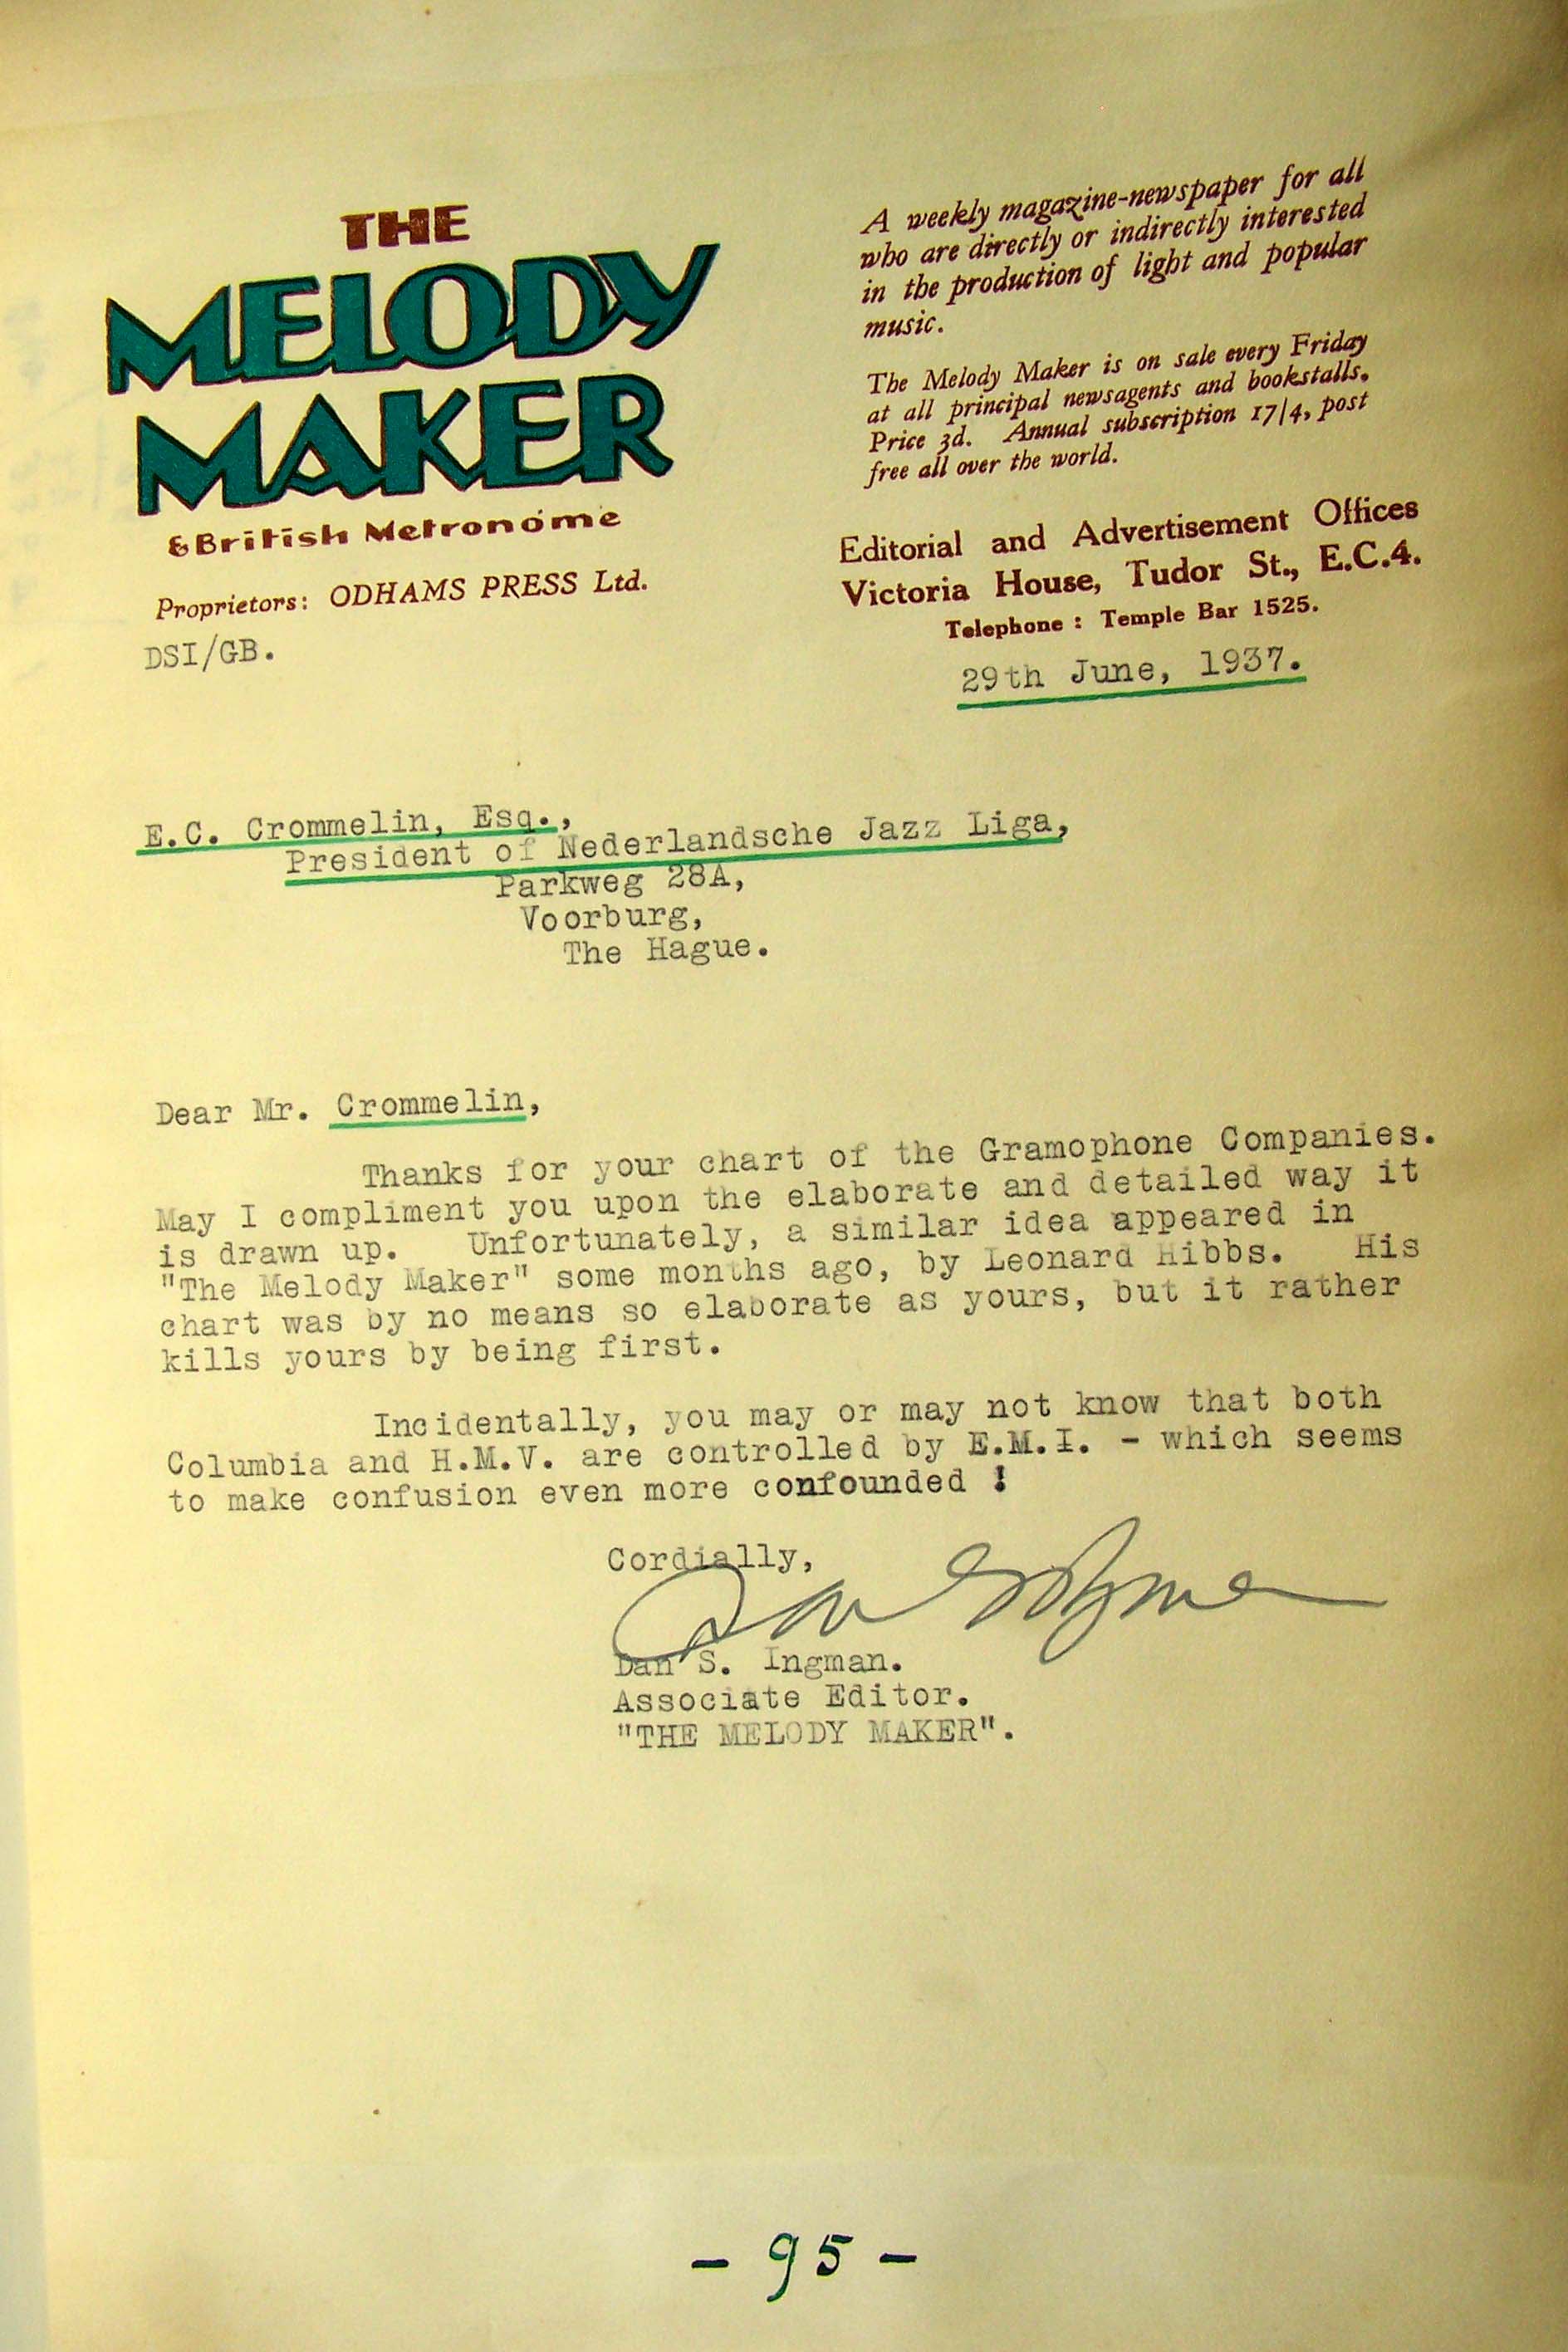 THE
MELODY
MAKER
& British Metronome
Proprietors: ODHAMS PRESS Ltd.
DSI/GB.
A weekly magazine-newspaper for all
who are directly or indirectly interested
in the production of light and popular
music.
The Melody Maker is on sale every Friday
at all principal newsagents and bookstalls.
Price 3d. Annual subscription 17/4, post
free all over the world.
Editorial and Advertisement Offices
Victoria House, Tudor St., E.C.4.
Telephone: Temple Bar 1525.
29th June, 1937.
E.C. Crommelin, Esq.,
President of Nederlandsche Jazz Liga,
Parkweg 28A,
Voorburg,
The Hague.
Dear Mr. Crommelin,
Thanks for your chart of the Gramophone Companies.
May I compliment you upon the elaborate and detailed way it
is drawn up. Unfortunately, a similar idea appeared in
"The Melody Maker" some months ago, by Leonard Hibbs. His
chart was by no means so elaborate as yours, but it rather
kills yours by being first.
Incidentally, you may or may not know that both
Columbia and H.M.V. are controlled by E.M.I. - which seems
to make confusion even more confounded !
Cordially,
Dan S Ingman
Dan S. Ingman.
Associate Editor.
"THE MELODY MAKER".
- 95 -